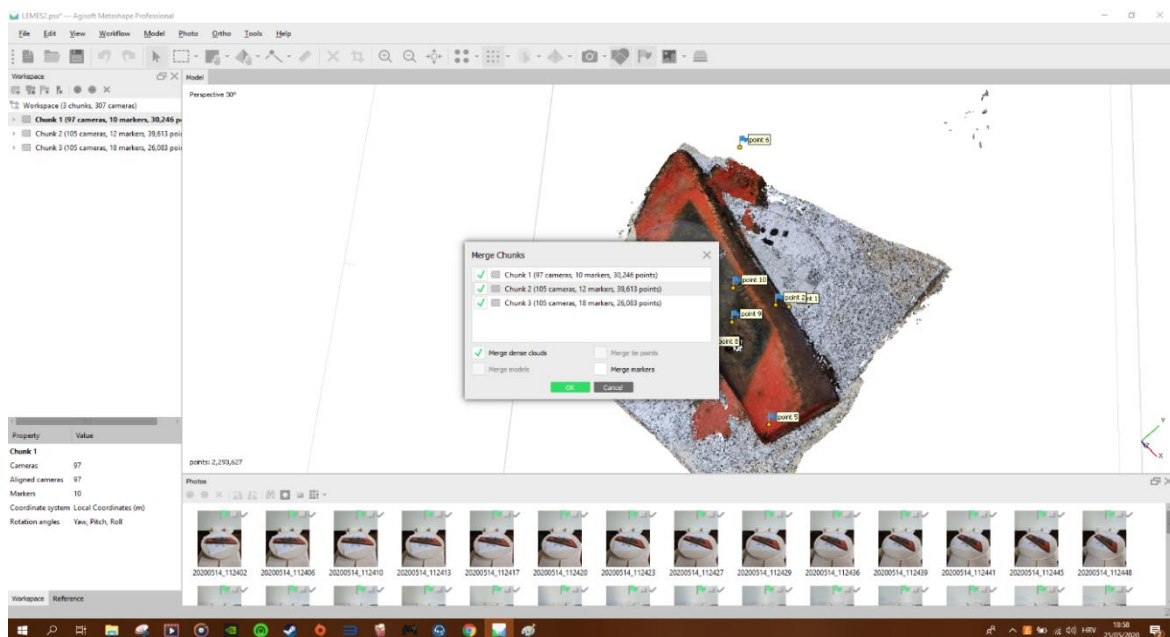 LEMES2.psx* — Agisoft Metashape Professional
File Edit View Workflow Model Photo Ortho Tools Help
Workspace
Workspace (3 chunks, 307 cameras)
Chunk 1 (97 cameras, 10 markers, 30,246
Chunk 2 (105 cameras, 12 markers, 39,613
Chunk 3 (105 cameras, 18 markers, 26,083
Model
Perspective 30°
point 6
point 10
point 2
point 9
point 8
point 5
Merge Chunks
Chunk 1 (97 cameras, 10 markers, 30,246 points)
Chunk 2 (105 cameras, 12 markers, 39,613 points)
Chunk 3 (105 cameras, 18 markers, 26,083 points)
Merge dense clouds Merge tie points
Merge models Merge markers
OK Cancel
points: 2,293,627
Y
X
Property Value
Chunk 1
Cameras 97
Aligned cameras 97
Markers 10
Coordinate system Local Coordinates (m)
Rotation angles Yaw, Pitch, Roll
Workspace Reference
Photos
20200514_112402 20200514_112406 20200514_112410 20200514_112413 20200514_112417 20200514_112420 20200514_112423 20200514_112427 20200514_112429 20200514_112436 20200514_112439 20200514_112441 20200514_112445 20200514_112448
HRV
18:58
25/05/2020